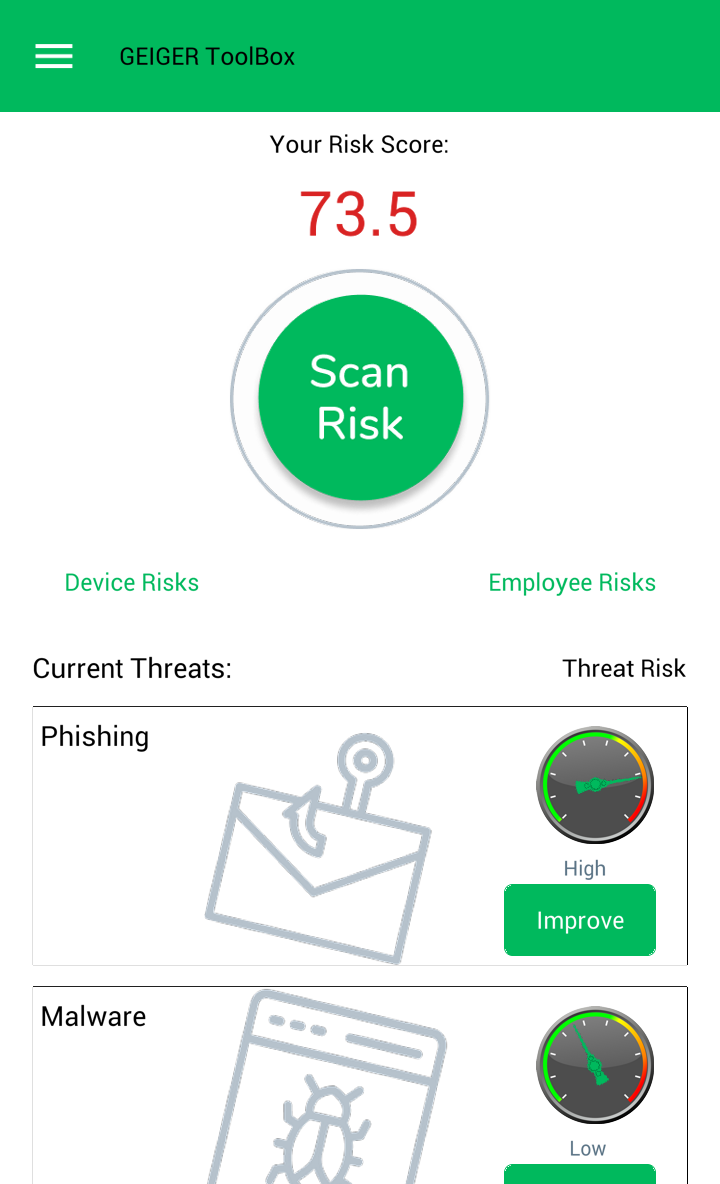 GEIGER ToolBox
Your Risk Score:
73.5
Scan
Risk
Device Risks
Employee Risks
Current Threats:
Threat Risk
Phishing
High
Improve
Malware
Low